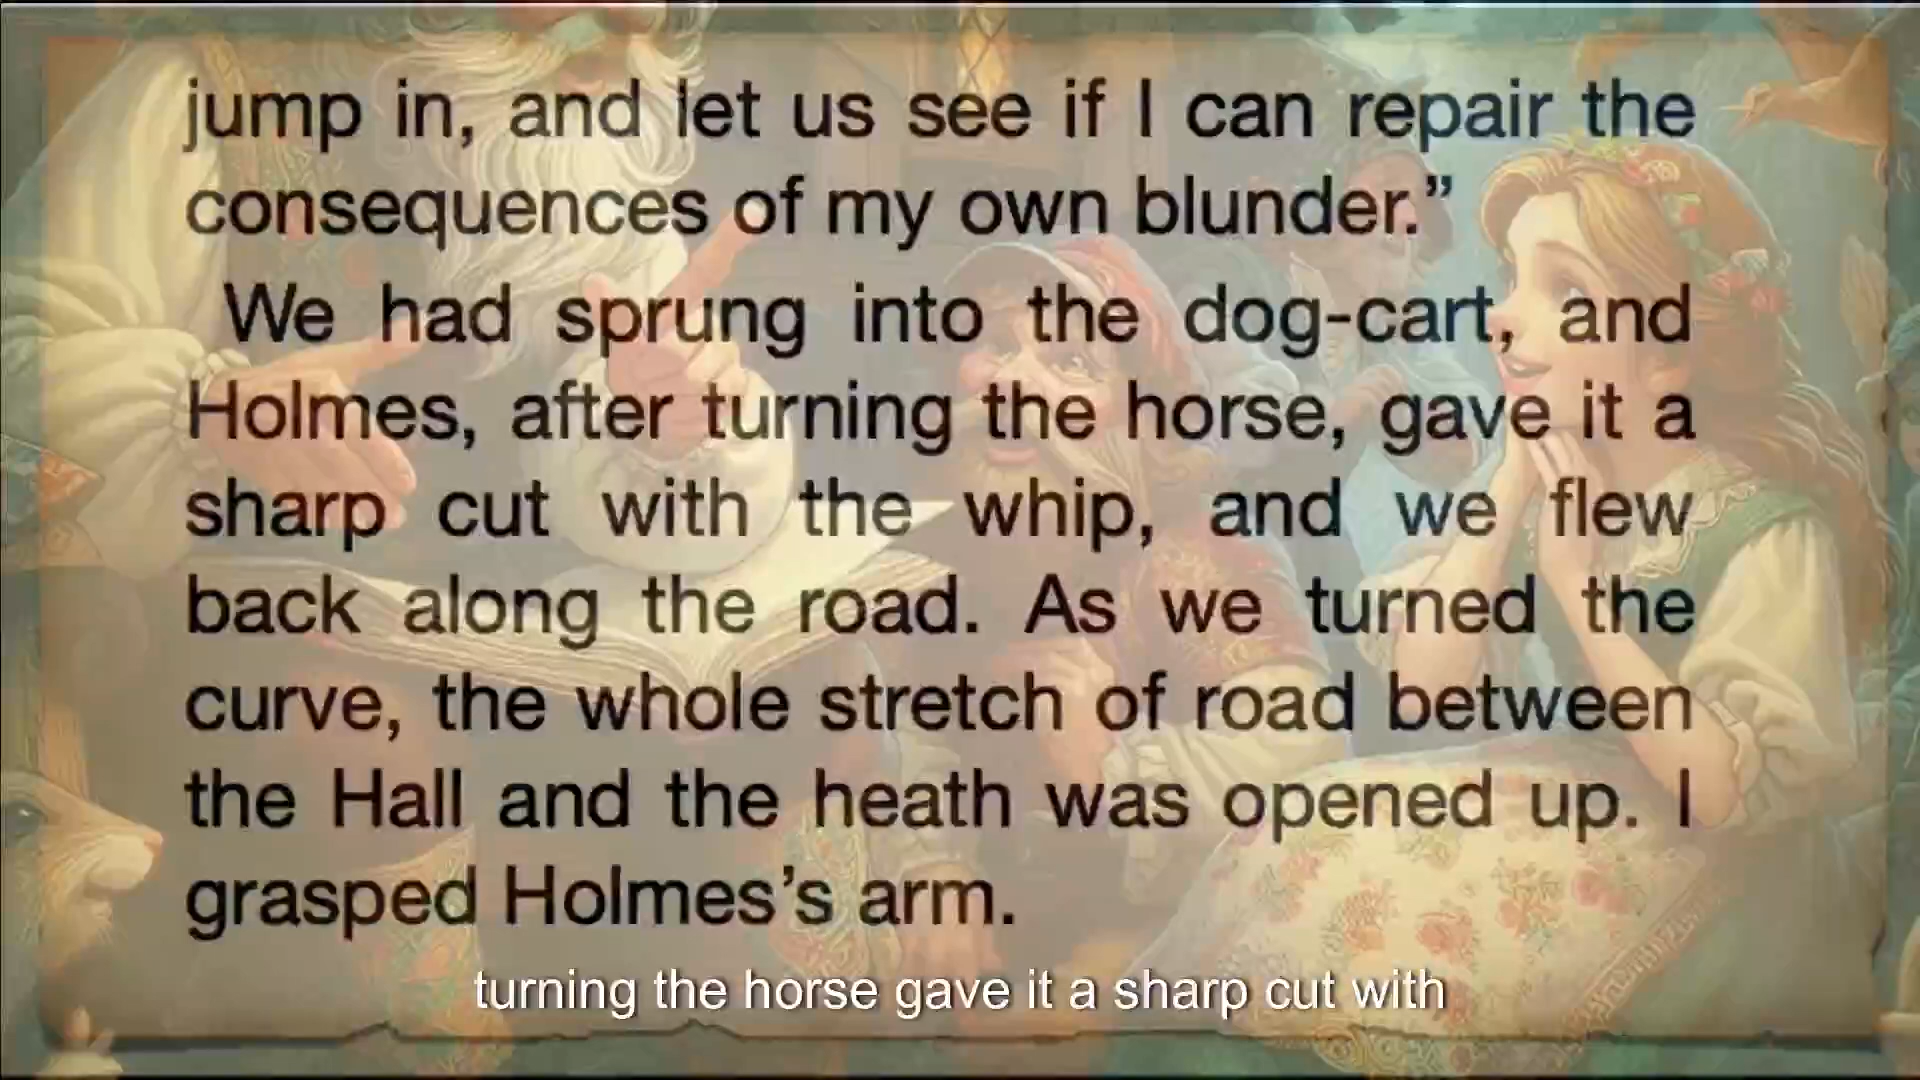 jump in, and let us see if I can repair the
consequences of my own blunder.”
We had sprung into the dog-cart, and
Holmes, after turning the horse, gave it a
sharp cut with the whip, and we flew
back along the road. As we turned the
curve, the whole stretch of road between
the Hall and the heath was opened up. I
grasped Holmes’s arm.
turning the horse gave it a sharp cut with